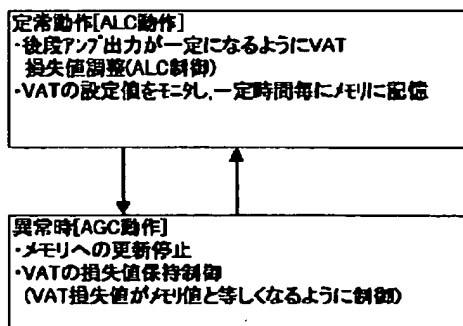 定常動作[ALC動作]
・後段アンプ出力が一定になるようにVAT
損失値調整(ALC制御)
・VATの設定値をモニタし、一定時間毎にメモリに記憶
異常時[AGC動作]
・メモリへの更新停止
・VATの損失値保持制御
(VAT損失値がメモリ値と等しくなるように制御)